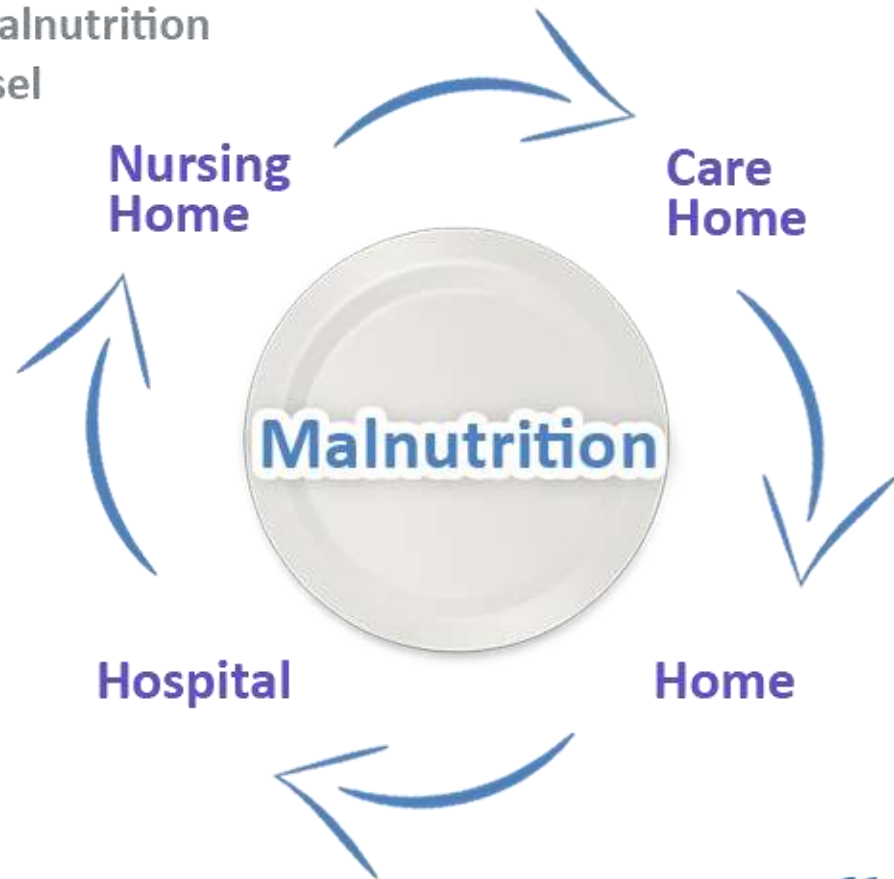 alnutrition
sel
Nursing
Home
Care
Home
Malnutrition
Hospital
Home